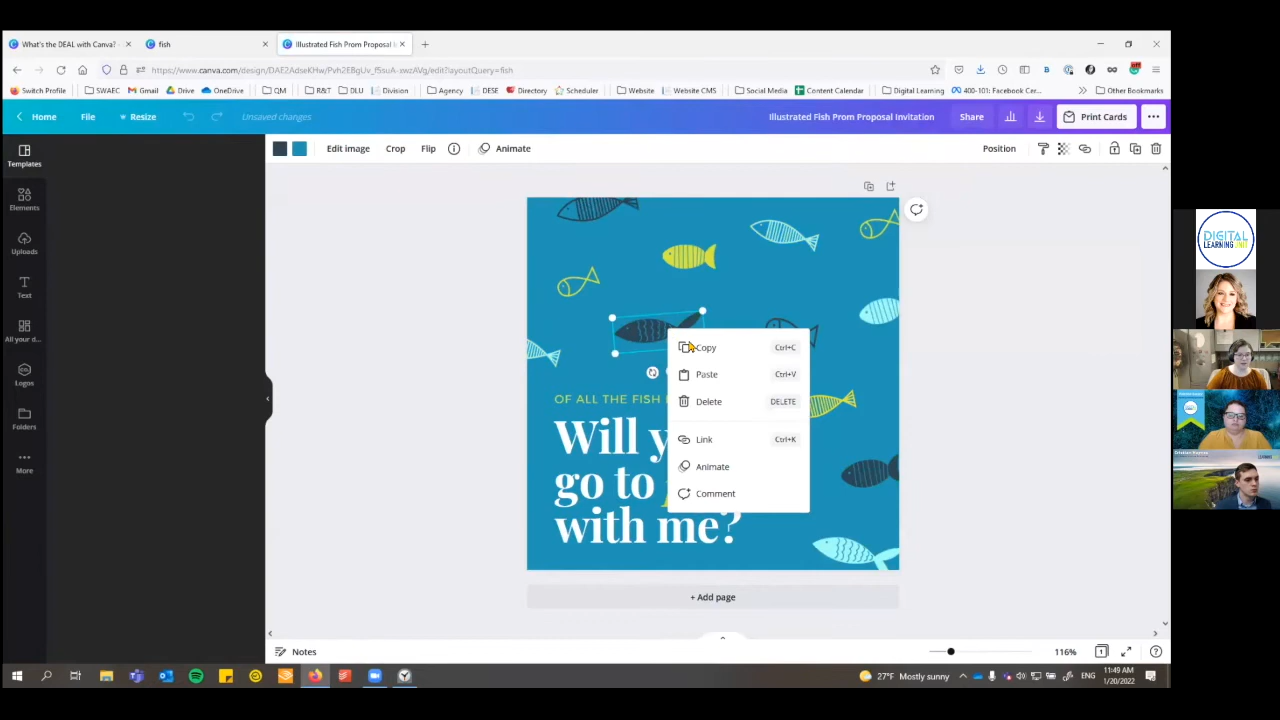 What's the DEAL with Canva?
fish
Illustrated Fish Prom Proposal I
https://www.canva.com/design/DAE2AdseKHw/Pvh2EBgUv_f5suA-xwzAVg/edit?layoutQuery=fish
Switch Profile
SWAEC
Gmail
Drive
OneDrive
QM
R&T
DLU
Division
Agency
DESE
Directory
Scheduler
Website
Website CMS
Social Media
Content Calendar
Digital Learning
400-101: Facebook Cer...
Other Bookmarks
Home
File
Resize
Unsaved changes
Illustrated Fish Prom Proposal Invitation
Share
Print Cards
Edit image
Crop
Flip
Animate
Position
Templates
Elements
Uploads
Text
All your d...
Logos
Folders
More
OF ALL THE FISH
Will y
go to
with me?
Copy Ctrl+C
Paste Ctrl+V
Delete DELETE
Link Ctrl+K
Animate
Comment
+ Add page
Notes
116%
1
27°F Mostly sunny
ENG
11:49 AM
1/20/2022
DIGITAL
LEARNING UNIT